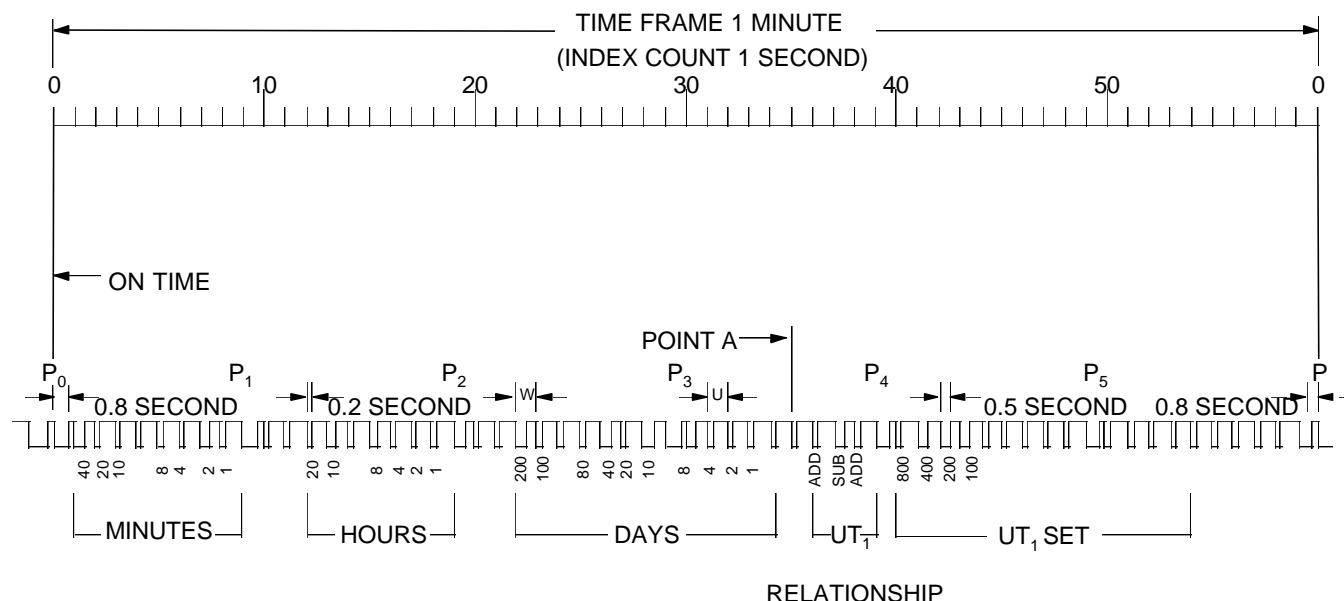 TIME FRAME 1 MINUTE
(INDEX COUNT 1 SECOND)
0 10 20 30 40 50 0
ON TIME
POINT A
P0 P1 P2 P3 P4 P5 P
W U
0.8 SECOND 0.2 SECOND 0.5 SECOND 0.8 SECOND
40 20 10 8 4 2 1 20 10 8 4 2 1 200 100 80 40 20 10 8 4 2 1 ADD SUB ADD 800 400 200 100
MINUTES HOURS DAYS UT1 UT1 SET
RELATIONSHIP